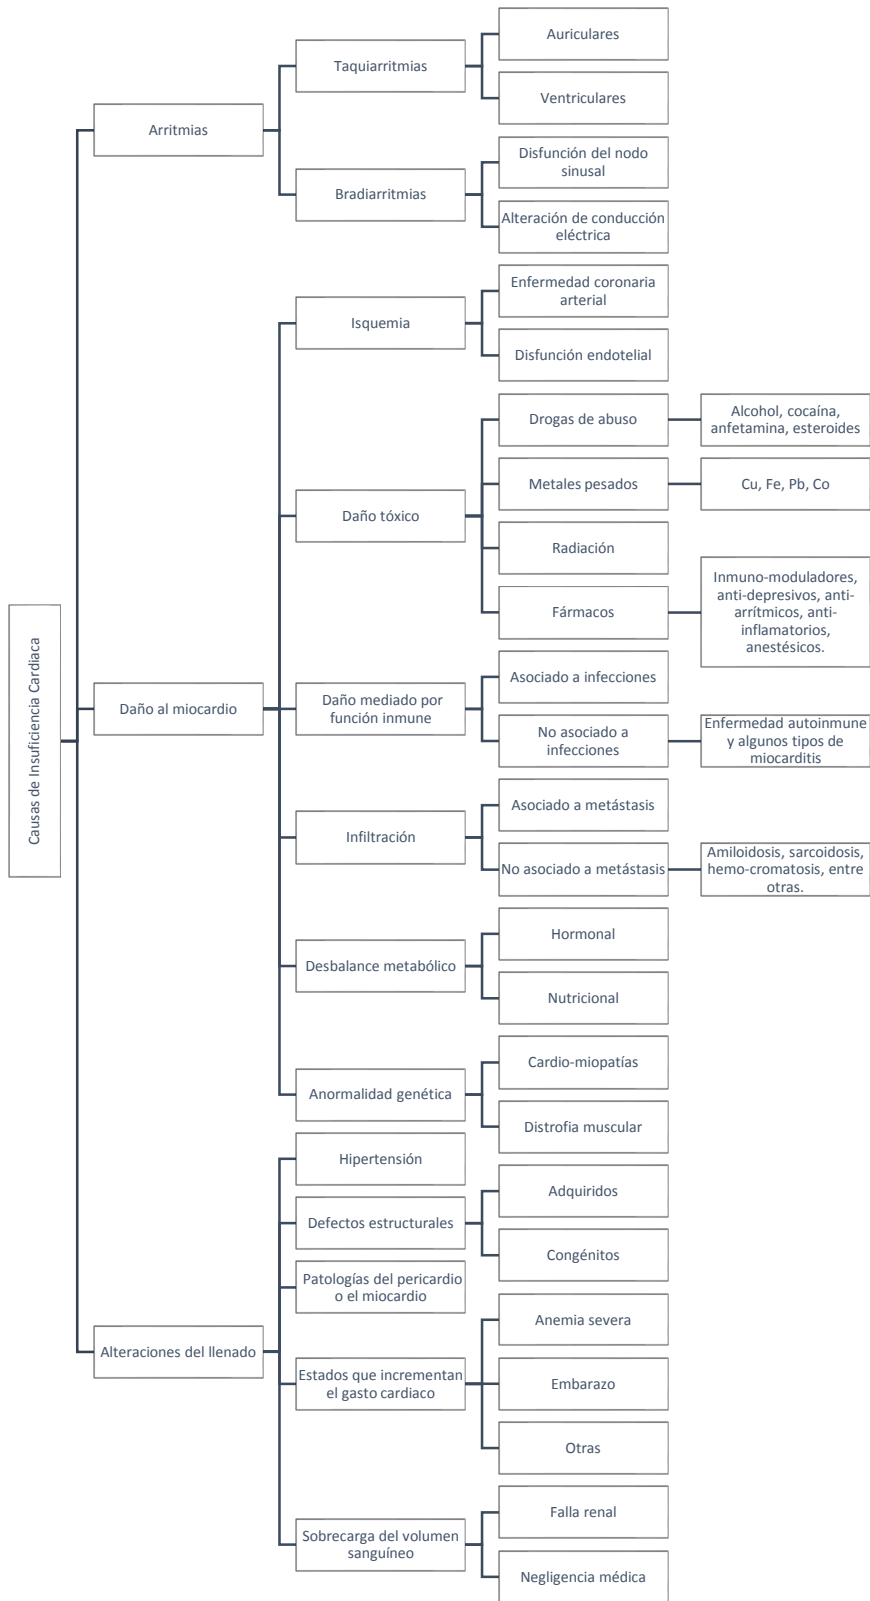 Causas de Insuficiencia Cardiaca
Arritmias
Taquiarritmias
Auriculares
Ventriculares
Bradiarritmias
Disfunción del nodo
sinusal
Alteración de conducción
eléctrica
Daño al miocardio
Isquemia
Enfermedad coronaria
arterial
Disfunción endotelial
Daño tóxico
Drogas de abuso
Alcohol, cocaína,
anfetamina, esteroides
Metales pesados
Cu, Fe, Pb, Co
Radiación
Fármacos
Inmuno-moduladores,
anti-depresivos, anti-
arrítmicos, anti-
inflamatorios,
anestésicos.
Daño mediado por
función inmune
Asociado a infecciones
No asociado a
infecciones
Enfermedad autoinmune
y algunos tipos de
miocarditis
Infiltración
Asociado a metástasis
No asociado a metástasis
Amiloidosis, sarcoidosis,
hemo-cromatosis, entre
otras.
Desbalance metabólico
Hormonal
Nutricional
Anormalidad genética
Cardio-miopatías
Distrofia muscular
Alteraciones del llenado
Hipertensión
Defectos estructurales
Adquiridos
Congénitos
Patologías del pericardio
o el miocardio
Estados que incrementan
el gasto cardiaco
Anemia severa
Embarazo
Otras
Sobrecarga del volumen
sanguíneo
Falla renal
Negligencia médica